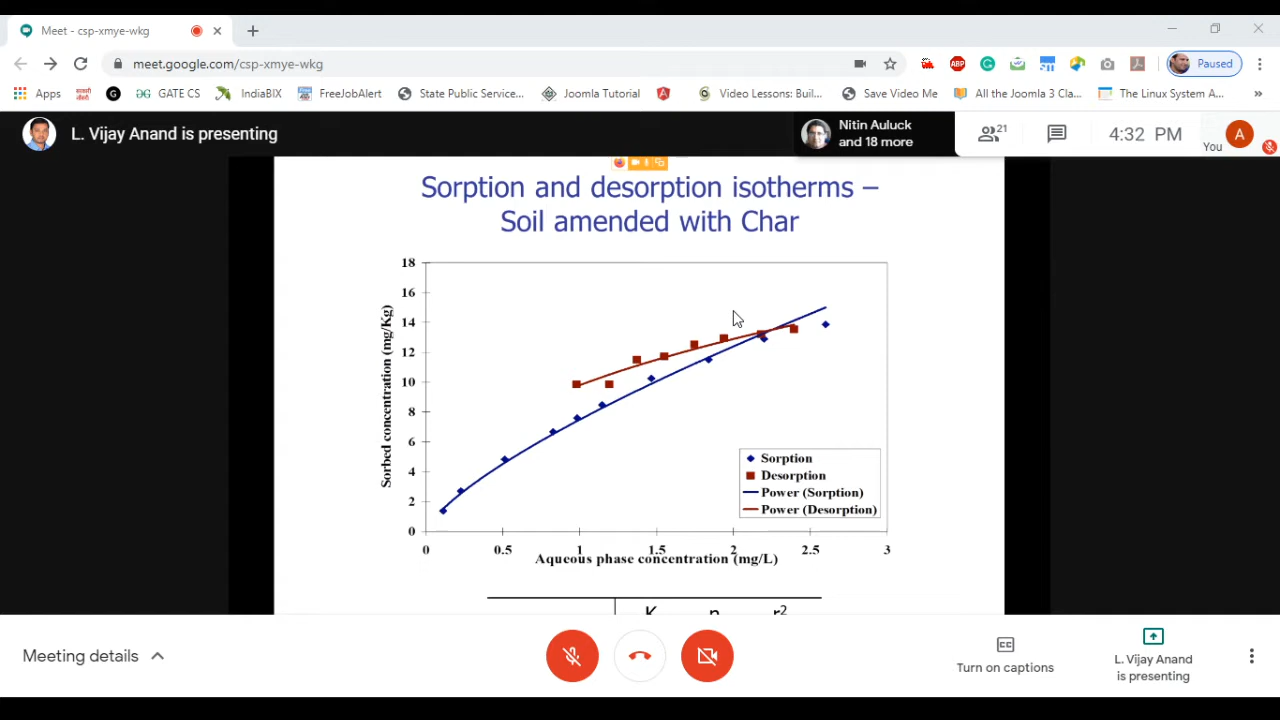 Meet - csp-xmye-wkg
meet.google.com/csp-xmye-wkg
ABP
Paused
Apps
G
GATE CS
IndiaBIX
FreeJobAlert
State Public Service...
Joomla Tutorial
Video Lessons: Buil...
Save Video Me
All the Joomla 3 Cla...
The Linux System A...
»
L. Vijay Anand is presenting
Nitin Auluck
and 18 more
21
4:32 PM
You
A
Sorption and desorption isotherms –
Soil amended with Char
18
16
14
12
10
8
6
4
2
0
Sorbed concentration (mg/Kg)
Sorption
Desorption
Power (Sorption)
Power (Desorption)
0 0.5 1 1.5 2 2.5 3
Aqueous phase concentration (mg/L)
K n r²
Meeting details
CC
Turn on captions
L. Vijay Anand
is presenting